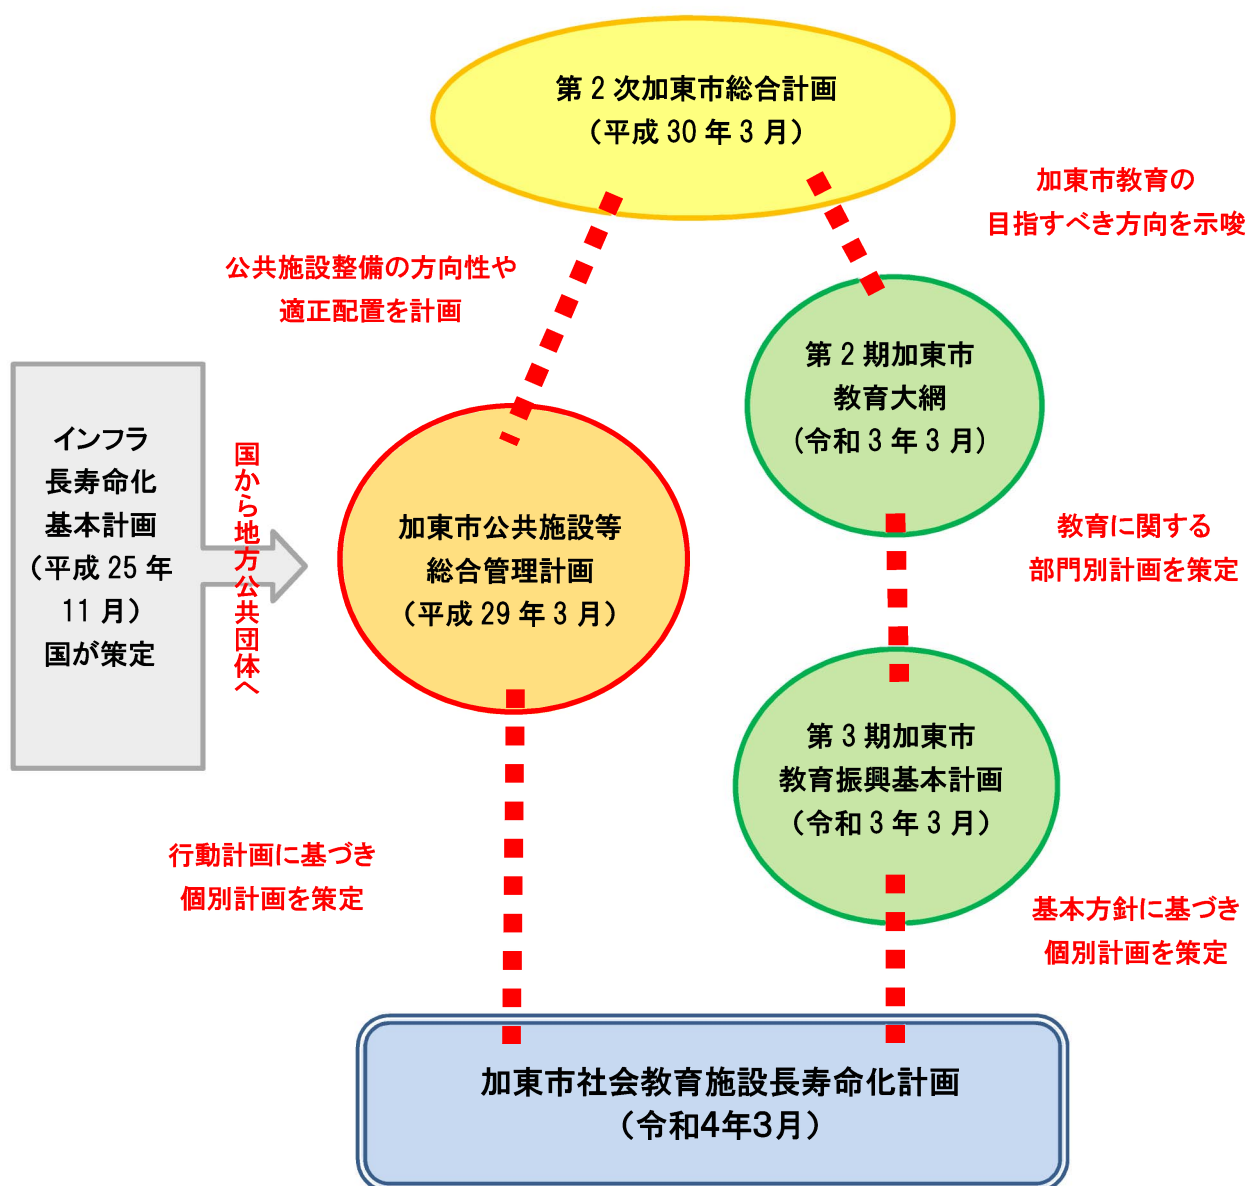 第２次加東市総合計画
（平成 30 年 3 月）
加東市教育の
目指すべき方向を示唆
公共施設整備の方向性や
適正配置を計画
第２期加東市
教育大綱
（令和 3 年 3 月）
インフラ
長寿命化
基本計画
（平成 25 年
11 月）
国が策定
国から地方公共団体へ
加東市公共施設等
総合管理計画
（平成 29 年 3 月）
教育に関する
部門別計画を策定
第３期加東市
教育振興基本計画
（令和 3 年 3 月）
行動計画に基づき
個別計画を策定
基本方針に基づき
個別計画を策定
加東市社会教育施設長寿命化計画
（令和4年3月）